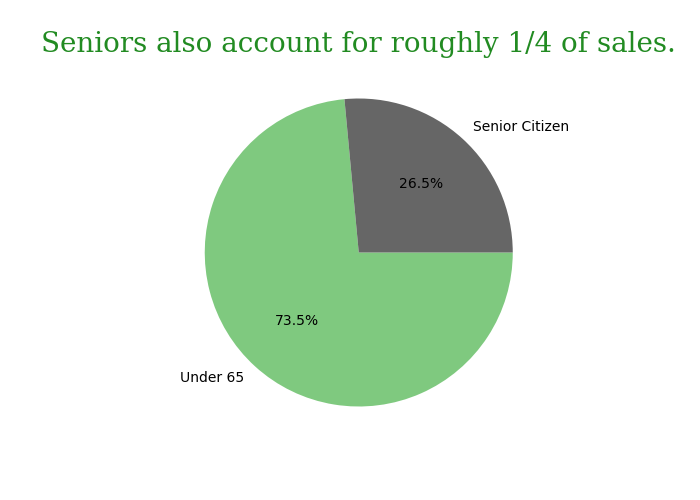 Seniors also account for roughly 1/4 of sales.
Senior Citizen
26.5%
73.5%
Under 65